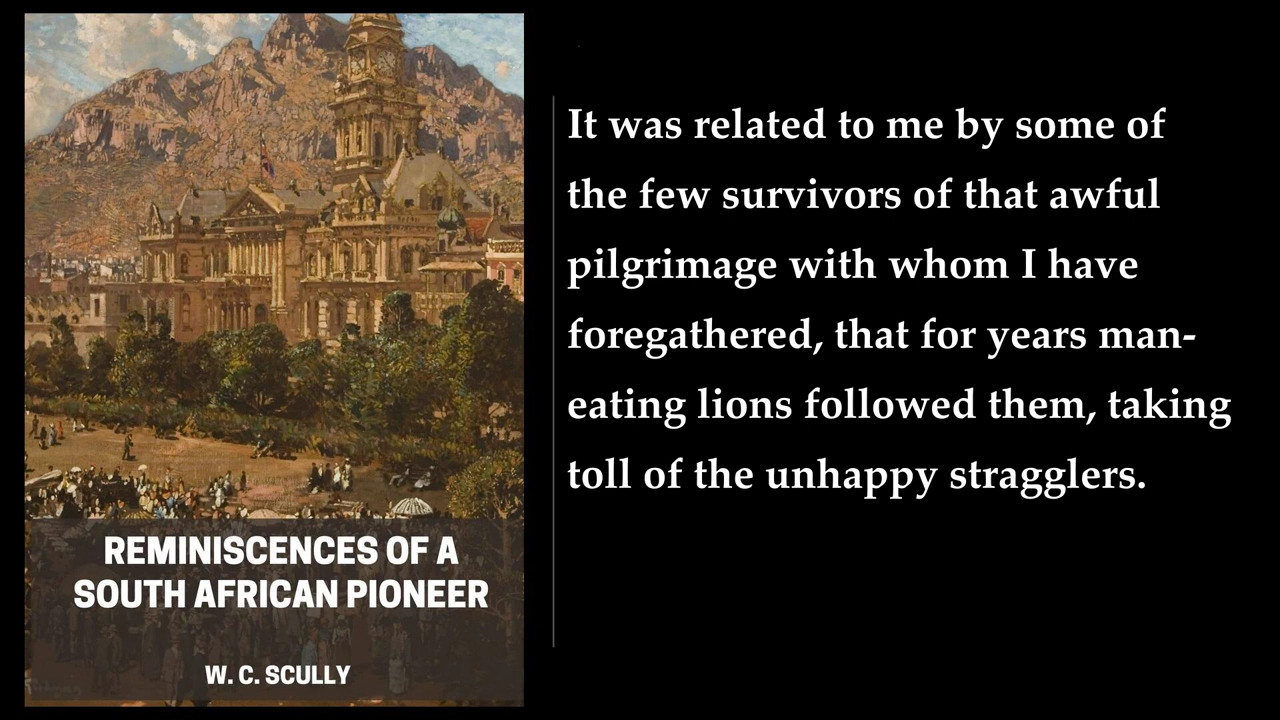 It was related to me by some of
the few survivors of that awful
pilgrimage with whom I have
foregathered, that for years man-
eating lions followed them, taking
toll of the unhappy stragglers.
REMINISCENCES OF A
SOUTH AFRICAN PIONEER
W. C. SCULLY